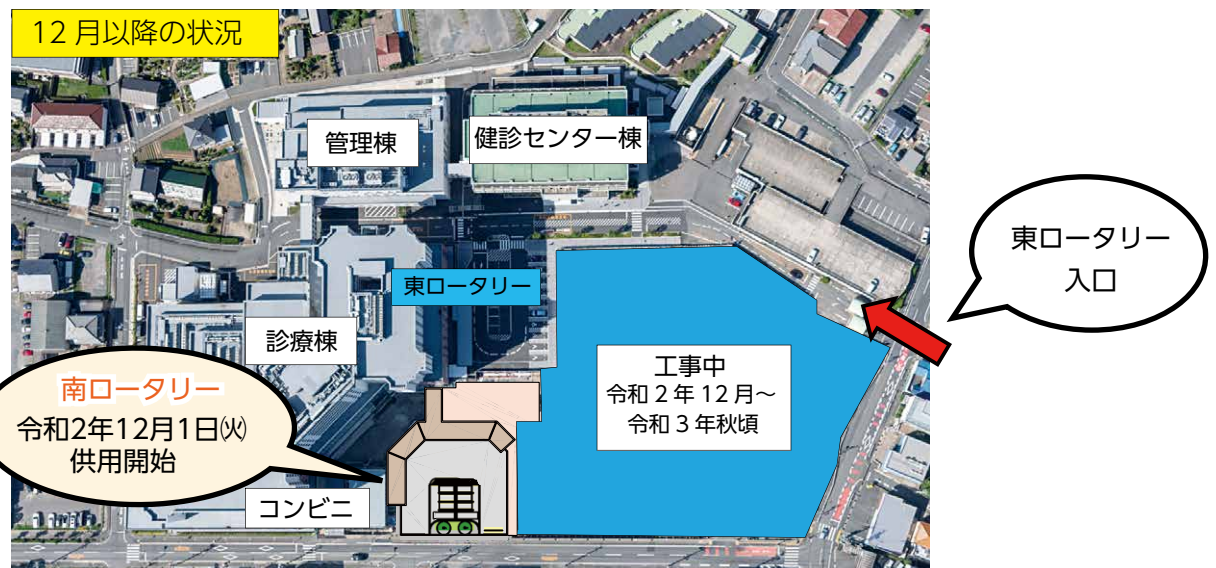 12月以降の状況
管理棟
健診センター棟
東ロータリー
入口
東ロータリー
診療棟
工事中
令和2年12月～
令和3年秋頃
南ロータリー
令和2年12月1日㈫
供用開始
コンビニ